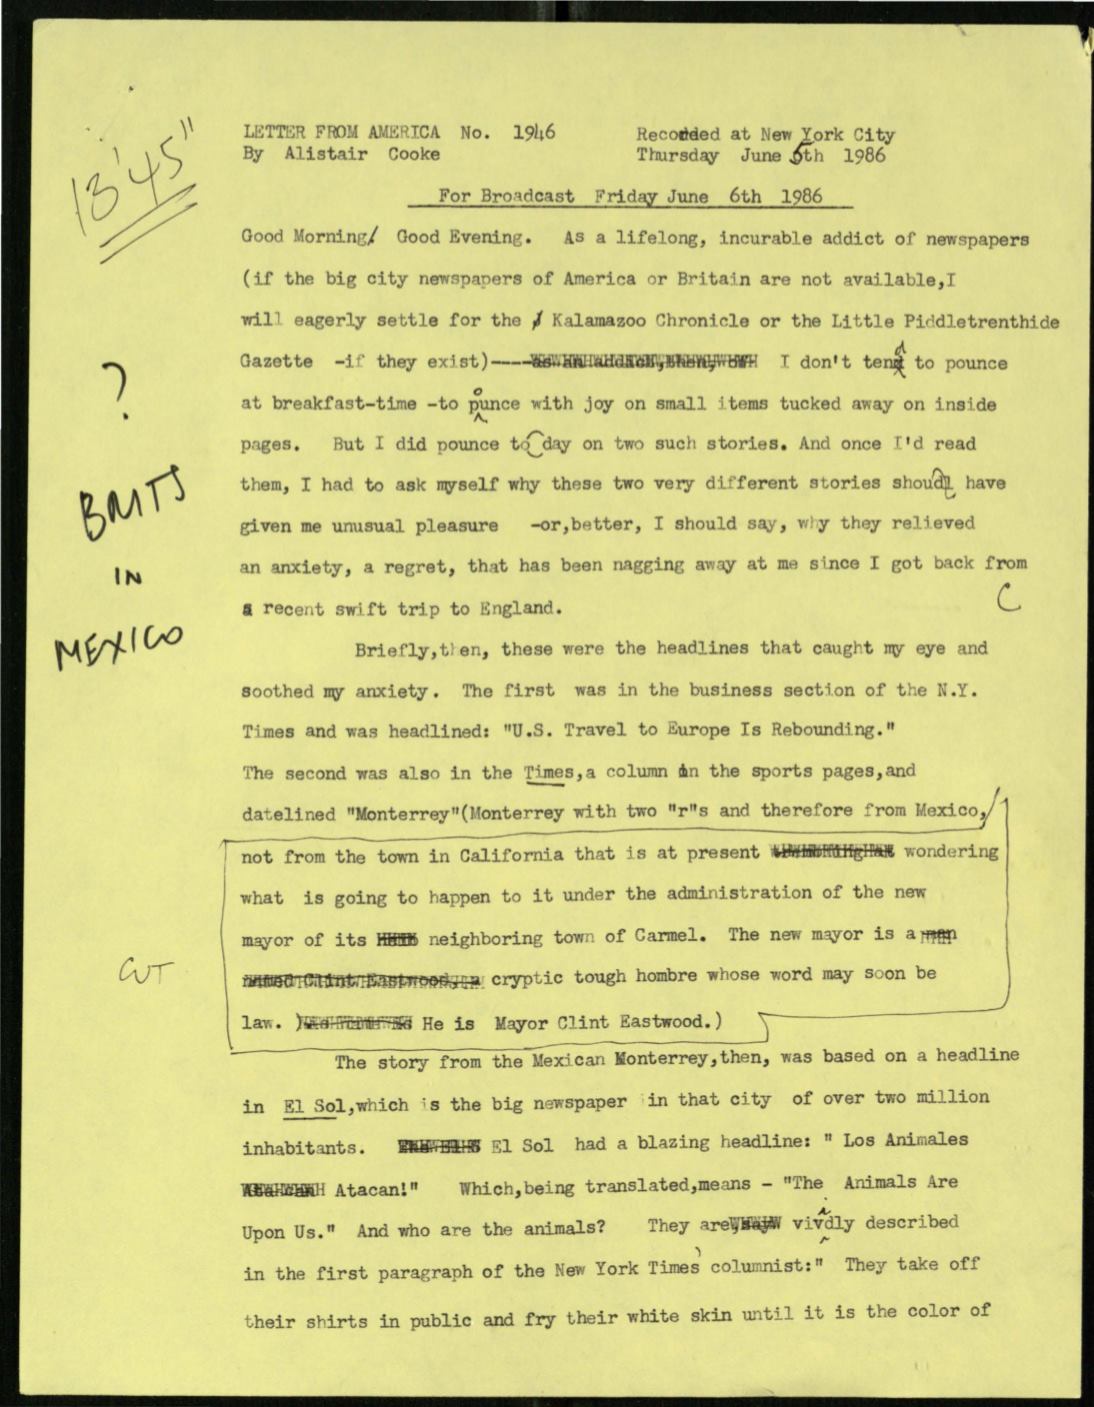 13'45"
LETTER FROM AMERICA No. 1946
By Alistair Cooke
Recorded at New York City
Thursday June 5th 1986
For Broadcast Friday June 6th 1986
Good Morning/ Good Evening. As a lifelong, incurable addict of newspapers
(if the big city newspapers of America or Britain are not available,I
will eagerly settle for the Kalamazoo Chronicle or the Little Piddletrenthide
Gazette -if they exist)---- I don't tend to pounce
at breakfast-time -to pounce with joy on small items tucked away on inside
pages. But I did pounce today on two such stories. And once I'd read
them, I had to ask myself why these two very different stories should have
given me unusual pleasure -or,better, I should say, why they relieved
an anxiety, a regret, that has been nagging away at me since I got back from
a recent swift trip to England.
C
?
BRITS
IN
MEXICO
Briefly,then, these were the headlines that caught my eye and
soothed my anxiety. The first was in the business section of the N.Y.
Times and was headlined: "U.S. Travel to Europe Is Rebounding."
The second was also in the Times,a column in the sports pages,and
datelined "Monterrey"(Monterrey with two "r"s and therefore from Mexico,/
not from the town in California that is at present wondering
what is going to happen to it under the administration of the new
mayor of its neighboring town of Carmel. The new mayor is a man
named Clint Eastwood, a cryptic tough hombre whose word may soon be
law. ) He is Mayor Clint Eastwood.)
CUT
The story from the Mexican Monterrey,then, was based on a headline
in El Sol,which is the big newspaper in that city of over two million
inhabitants. El Sol had a blazing headline: " Los Animales
Atacan!" Which,being translated,means - "The Animals Are
Upon Us." And who are the animals? They are vividly described
in the first paragraph of the New York Times' columnist:" They take off
their shirts in public and fry their white skin until it is the color of